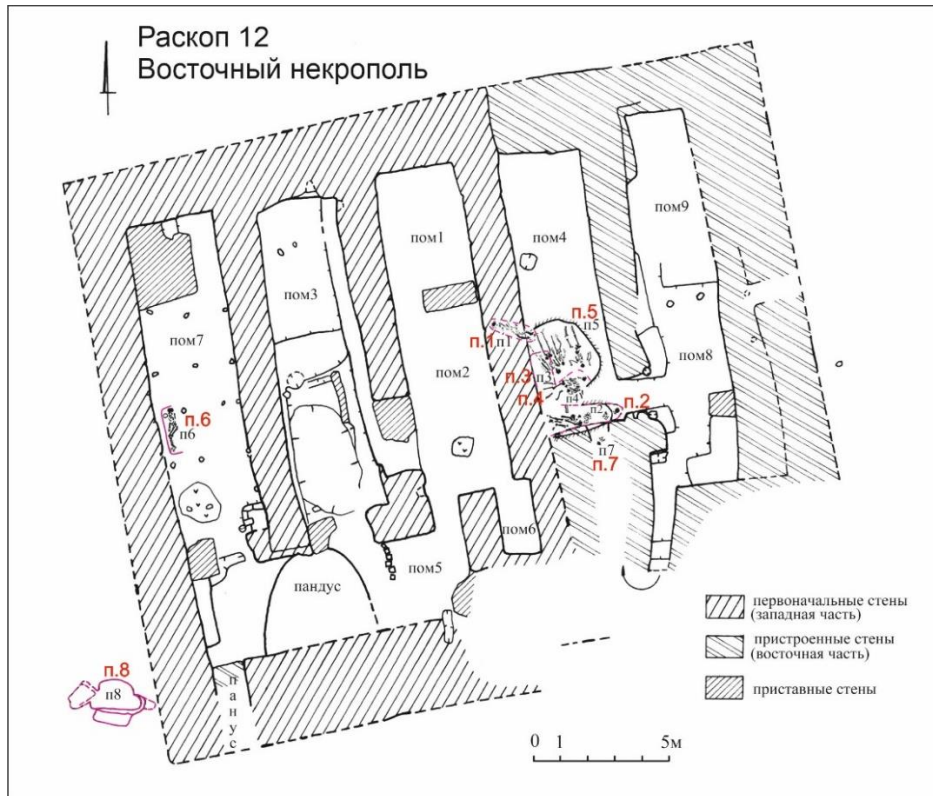 Раскоп 12
Восточный некрополь
пом9
пом1
пом4
пом3
п.5
п5
пом7
п.1
п1
пом8
пом2
п.3
п3
п.4
п4
п.6
п6
п2
п.2
п7
п.7
пом6
пом5
пандус
первоначальные стены
(западная часть)
пристроенные стены
(восточная часть)
п.8
п8
панус
приставные стены
0 1 5м